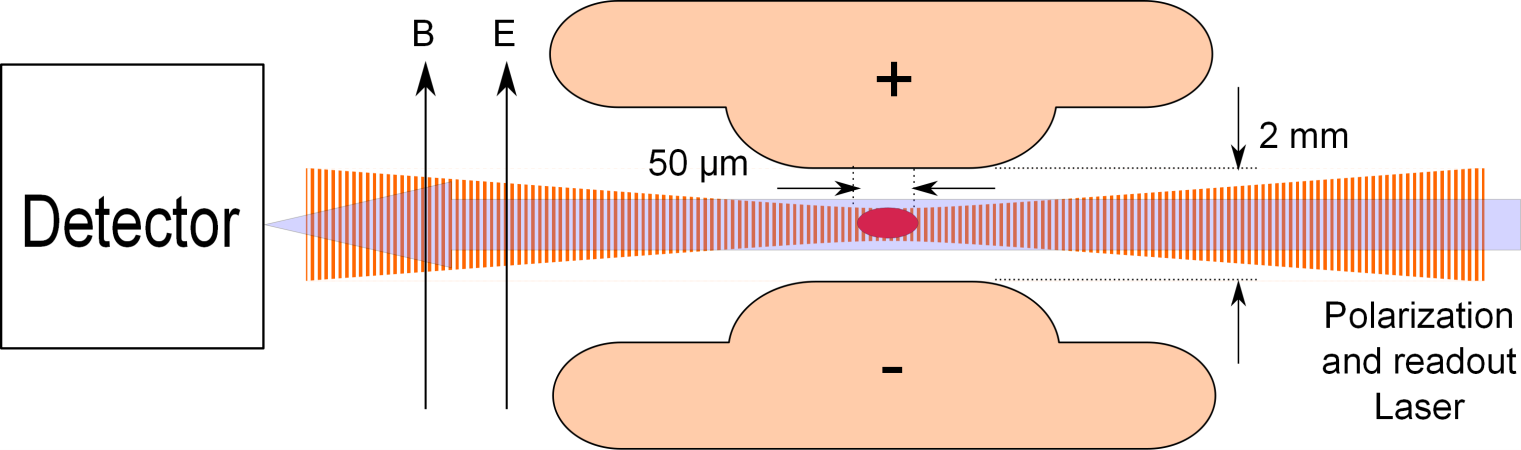 B
E
+
50 μm
2 mm
Detector
Polarization
and readout
Laser
-